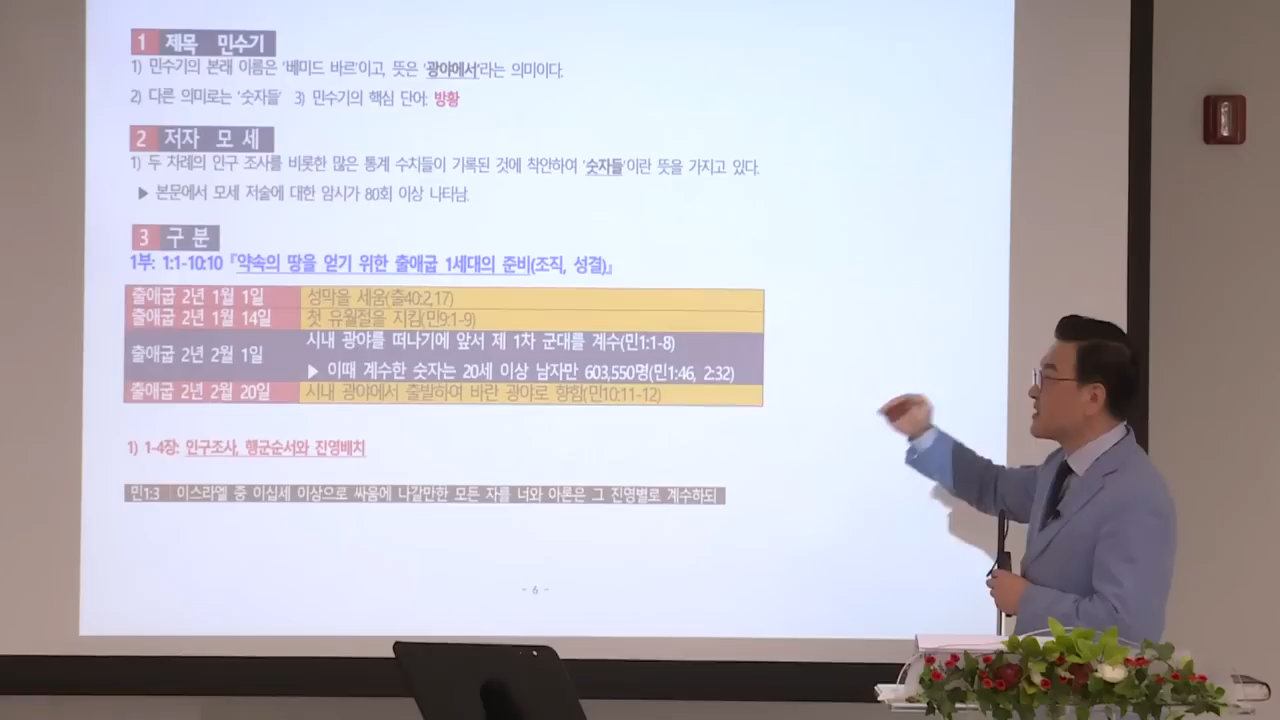 1 제목 민수기
1) 민수기의 본래 이름은 '베미드 바르'이고, 뜻은 '광야에서'라는 의미이다.
2) 다른 의미로는 '숫자들' 3) 민수기의 핵심 단어: 방황
2 저자 모 세
1) 두 차례의 인구 조사를 비롯한 많은 통계 수치들이 기록된 것에 착안하여 '숫자들'이란 뜻을 가지고 있다.
▶ 본문에서 모세 저술에 대한 암시가 80회 이상 나타남.
3 구 분
1부: 1:1-10:10 『약속의 땅을 얻기 위한 출애굽 1세대의 준비(조직, 성결)』
출애굽 2년 1월 1일 성막을 세움(출40:2,17)
출애굽 2년 1월 14일 첫 유월절을 지킴(민9:1-9)
출애굽 2년 2월 1일 시내 광야를 떠나기에 앞서 제 1차 군대를 계수(민1:1-8)
▶ 이때 계수한 숫자는 20세 이상 남자만 603,550명(민1:46, 2:32)
출애굽 2년 2월 20일 시내 광야에서 출발하여 바란 광야로 향함(민10:11-12)
1) 1-4장: 인구조사, 행군순서와 진영배치
민1:3 이스라엘 중 이십세 이상으로 싸움에 나갈만한 모든 자를 너와 아론은 그 진영별로 계수하되
- 6 -